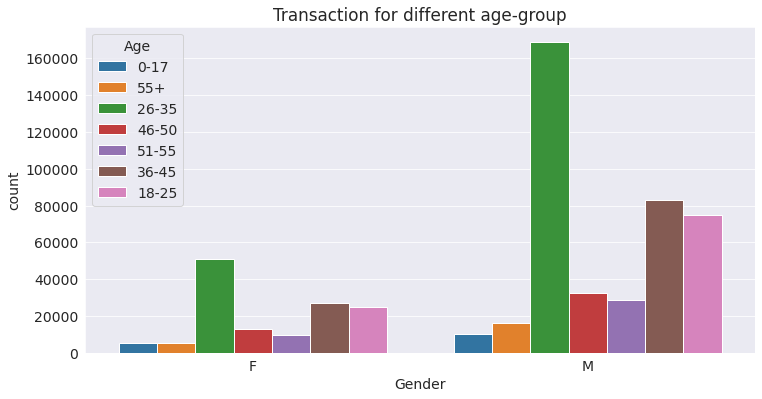 Transaction for different age-group
Age
0-17
55+
26-35
46-50
51-55
36-45
18-25
160000
140000
120000
100000
80000
60000
40000
20000
0
count
F
M
Gender